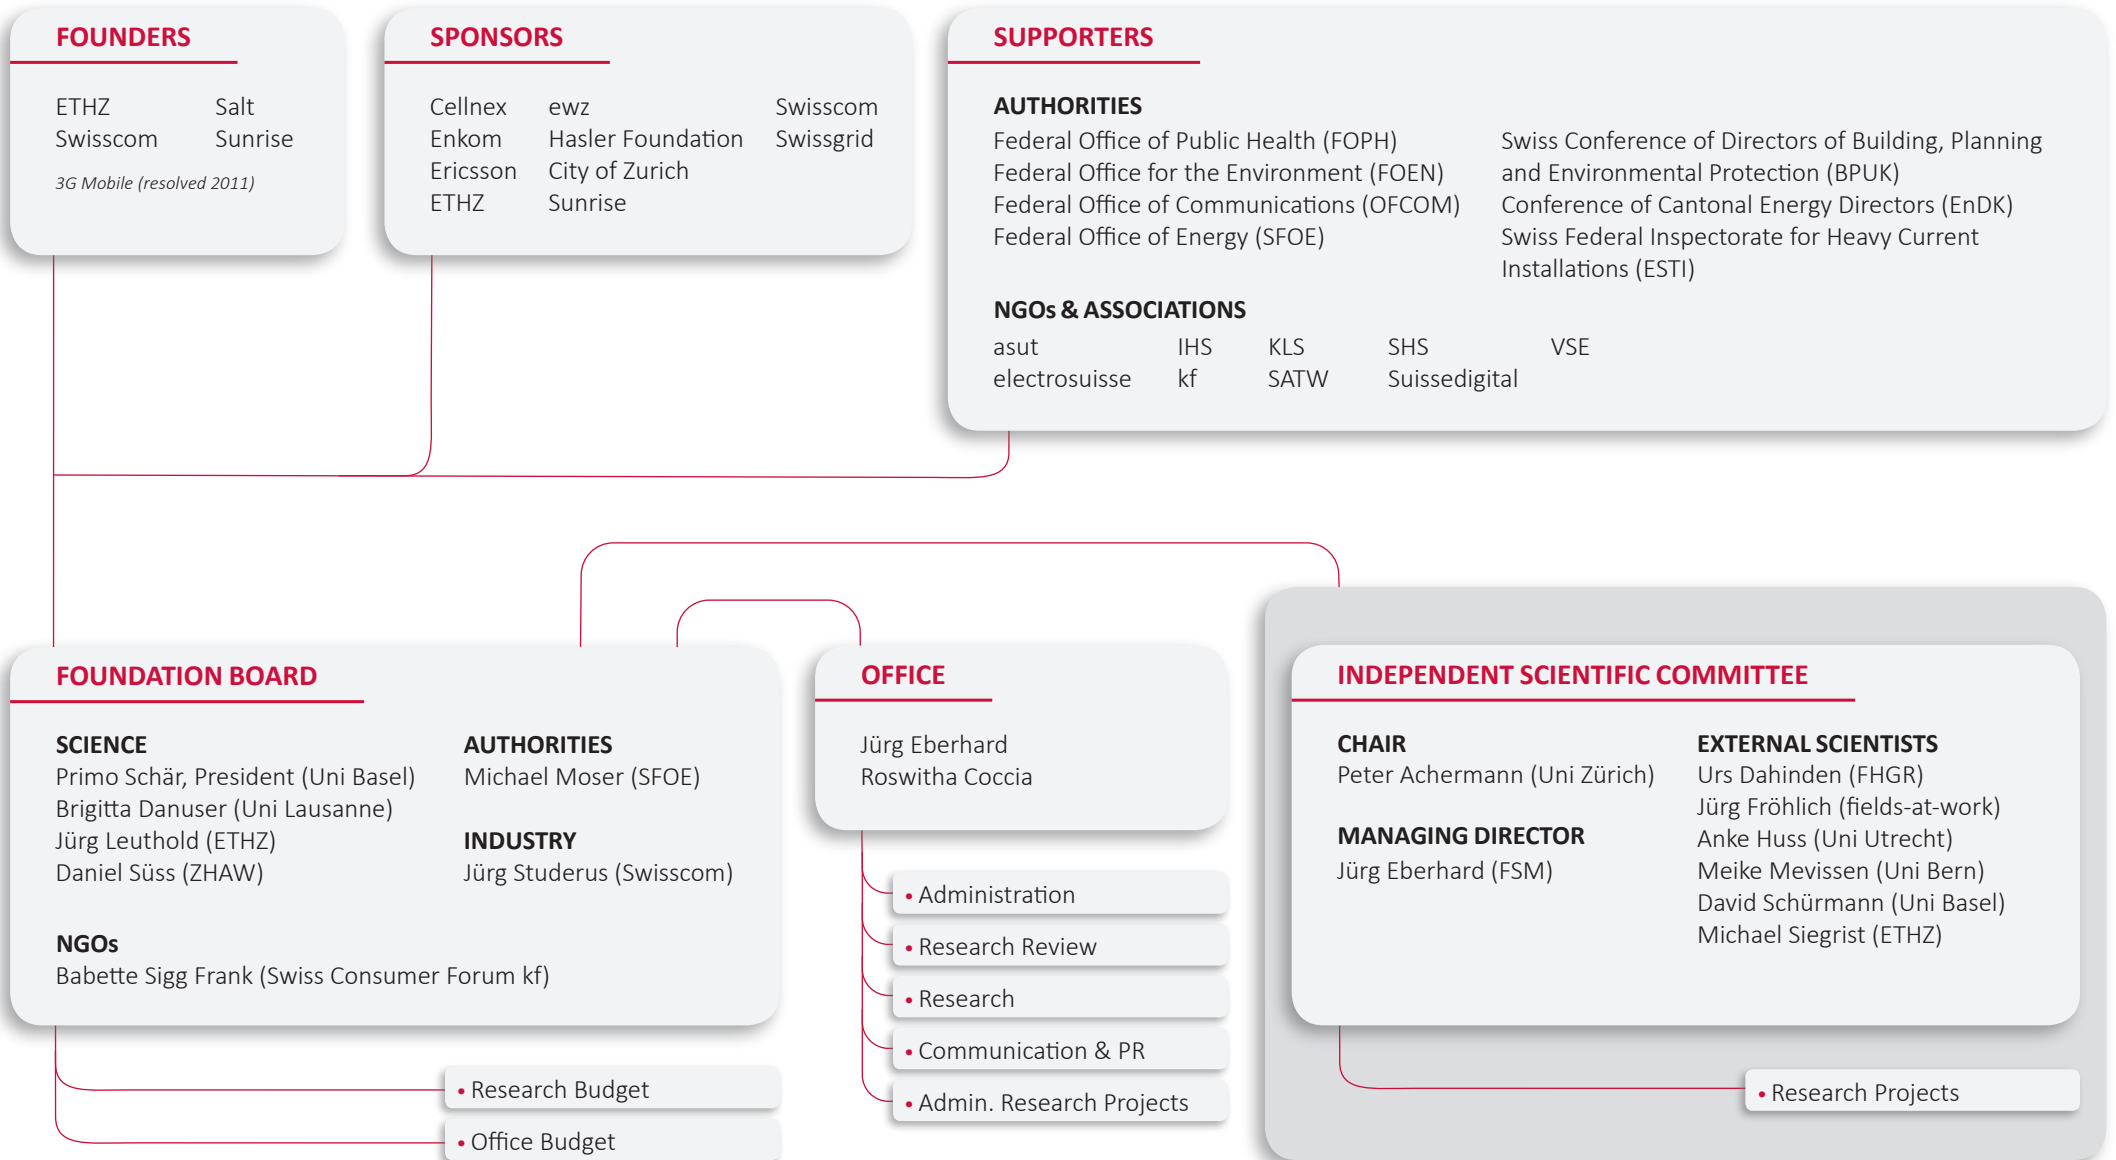 FOUNDERS
ETHZ Salt
Swisscom Sunrise
3G Mobile (resolved 2011)
SPONSORS
Cellnex ewz Swisscom
Enkom Hasler Foundation Swissgrid
Ericsson City of Zurich
ETHZ Sunrise
SUPPORTERS
AUTHORITIES
Federal Office of Public Health (FOPH)
Federal Office for the Environment (FOEN)
Federal Office of Communications (OFCOM)
Federal Office of Energy (SFOE)
Swiss Conference of Directors of Building, Planning
and Environmental Protection (BPUK)
Conference of Cantonal Energy Directors (EnDK)
Swiss Federal Inspectorate for Heavy Current
Installations (ESTI)
NGOs & ASSOCIATIONS
asut IHS KLS SHS VSE
electrosuisse kf SATW Suissedigital
FOUNDATION BOARD
SCIENCE
Primo Schär, President (Uni Basel)
Brigitta Danuser (Uni Lausanne)
Jürg Leuthold (ETHZ)
Daniel Süss (ZHAW)
AUTHORITIES
Michael Moser (SFOE)
INDUSTRY
Jürg Studerus (Swisscom)
NGOs
Babette Sigg Frank (Swiss Consumer Forum kf)
• Research Budget
• Office Budget
OFFICE
Jürg Eberhard
Roswitha Coccia
• Administration
• Research Review
• Research
• Communication & PR
• Admin. Research Projects
INDEPENDENT SCIENTIFIC COMMITTEE
CHAIR
Peter Achermann (Uni Zürich)
MANAGING DIRECTOR
Jürg Eberhard (FSM)
EXTERNAL SCIENTISTS
Urs Dahinden (FHGR)
Jürg Fröhlich (fields-at-work)
Anke Huss (Uni Utrecht)
Meike Mevissen (Uni Bern)
David Schürmann (Uni Basel)
Michael Siegrist (ETHZ)
• Research Projects